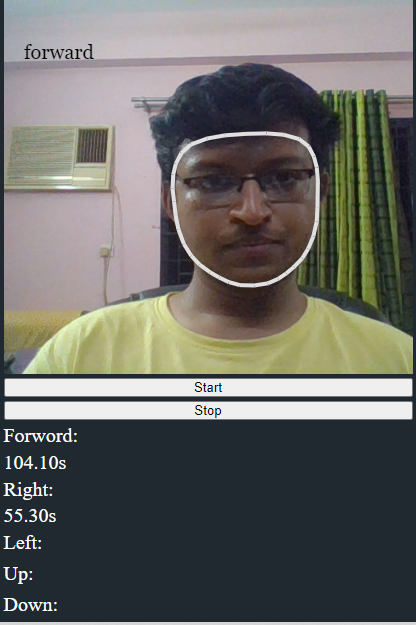 forward
Start
Stop
Forword:
104.10s
Right:
55.30s
Left:
Up:
Down: